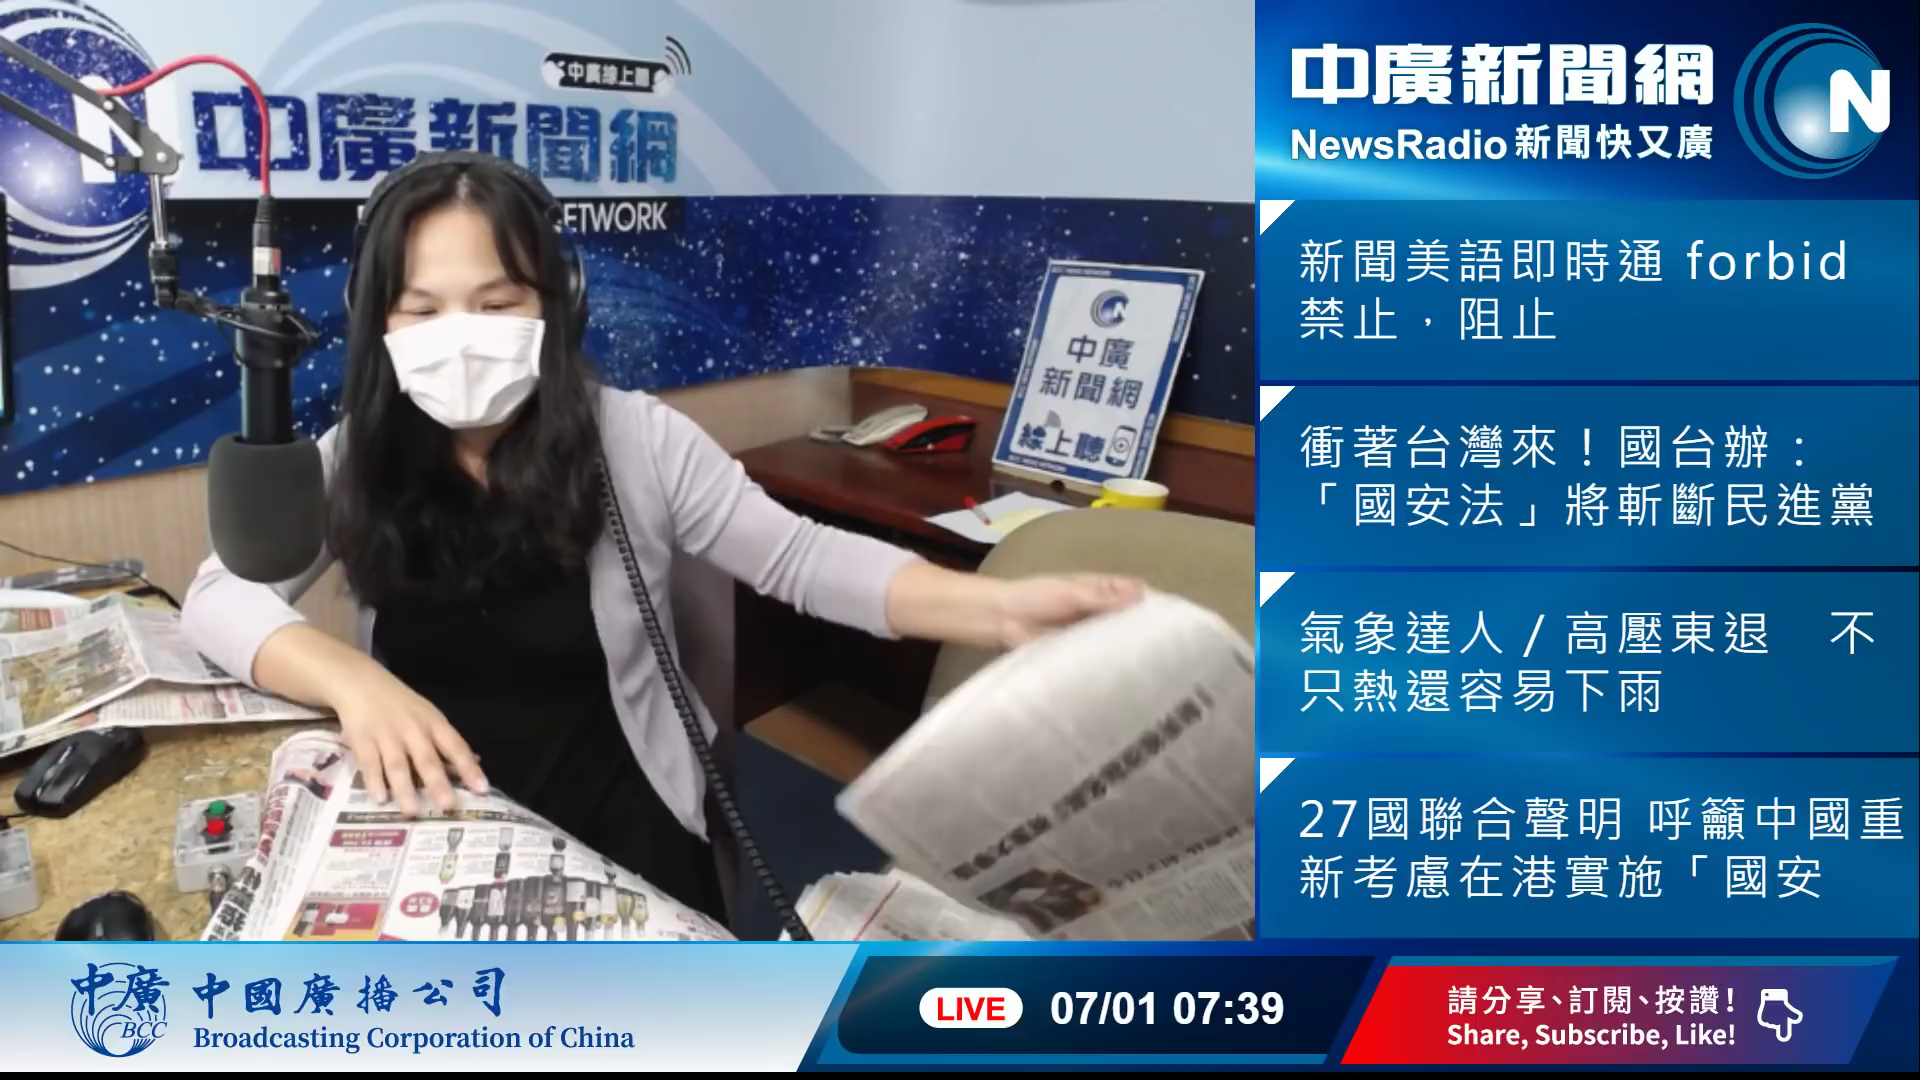 中廣線上聽
中廣新聞網
ETWORK
中廣
新聞網
線上聽
中廣新聞網
NewsRadio 新聞快又廣
新聞美語即時通 forbid
禁止，阻止
衝著台灣來！國台辦：
「國安法」將斬斷民進黨
氣象達人／高壓東退　不
只熱還容易下雨
27國聯合聲明 呼籲中國重
新考慮在港實施「國安
中廣
BCC
中國廣播公司
Broadcasting Corporation of China
LIVE 07/01 07:39
請分享、訂閱、按讚！
Share, Subscribe, Like!